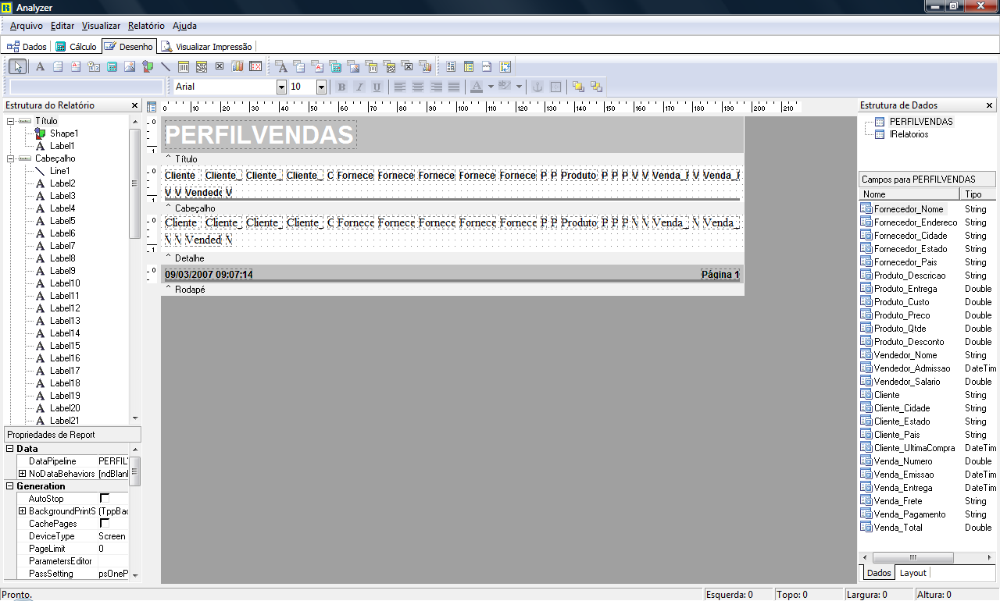 Analyzer
Arquivo Editar Visualizar Relatório Ajuda
Dados Cálculo Desenho Visualizar Impressão
Arial 10 B I U
Estrutura do Relatório
Título
Shape1
Label1
Cabeçalho
Line1
Label2
Label3
Label4
Label5
Label6
Label7
Label8
Label9
Label10
Label11
Label12
Label13
Label14
Label15
Label16
Label17
Label18
Label19
Label20
Label21
Propriedades de Report
Data
DataPipeline PERFIL
NoDataBehaviors [ndBlanl
Generation
AutoStop
BackgroundPrintS (TppBac
CachePages
DeviceType Screen
PageLimit 0
ParametersEditor
PassSetting psOneP
0 10 20 30 40 50 60 70 80 90 100 110 120 130 140 150 160 170 180 190 200 210
PERFILVENDAS
^ Título
Cliente Cliente_ Cliente_ Cliente_ C Fornece Fornece Fornece Fornece Fornece P P Produto P P P V V Venda_F V Venda_F
V V Vendedc V
^ Cabeçalho
Cliente Cliente_ Cliente_ Cliente_ C Fornece Fornece Fornece Fornece Fornece P P Produto P P P V V Venda_ V Venda_
V V Vended V
^ Detalhe
09/03/2007 09:07:14 Página 1
^ Rodapé
Estrutura de Dados
PERFILVENDAS
IRelatorios
Campos para PERFILVENDAS
Nome Tipo
Fornecedor_Nome String
Fornecedor_Endereco String
Fornecedor_Cidade String
Fornecedor_Estado String
Fornecedor_Pais String
Produto_Descricao String
Produto_Entrega Double
Produto_Custo Double
Produto_Preco Double
Produto_Qtde Double
Produto_Desconto Double
Vendedor_Nome String
Vendedor_Admissao DateTim
Vendedor_Salario Double
Cliente String
Cliente_Cidade String
Cliente_Estado String
Cliente_Pais String
Cliente_UltimaCompra DateTim
Venda_Numero Double
Venda_Emissao DateTim
Venda_Entrega DateTim
Venda_Frete String
Venda_Pagamento String
Venda_Total Double
Dados Layout
Pronto. Esquerda: 0 Topo: 0 Largura: 0 Altura: 0